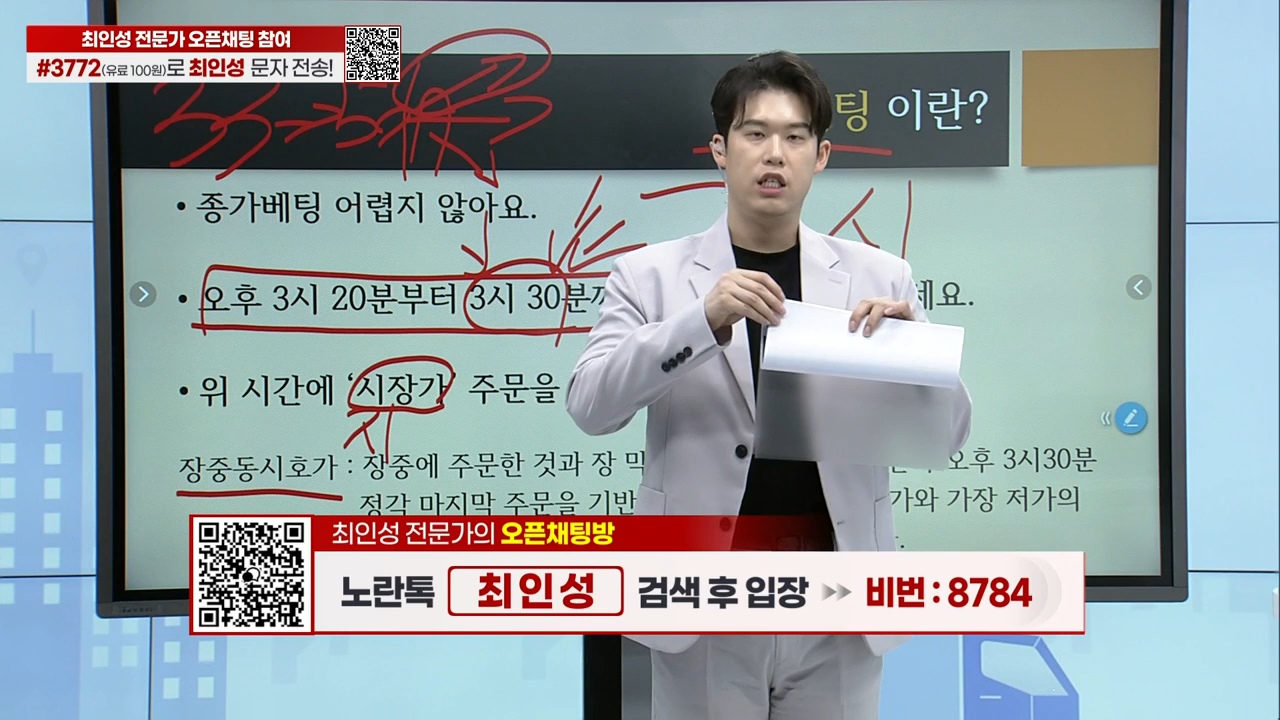 최인성 전문가 오픈채팅 참여
#3772(유료 100원)로 최인성 문자 전송!
팅 이란?
• 종가베팅 어렵지 않아요.
• 오후 3시 20분부터 3시 30분까 세요.
• 위 시간에 '시장가' 주문을
장중동시호가 : 장중에 주문한 것과 장 막 오후 3시30분
정각 마지막 주문을 기반 가와 가장 저가의
최인성 전문가의 오픈채팅방
노란톡 최인성 검색 후 입장 비번 : 8784